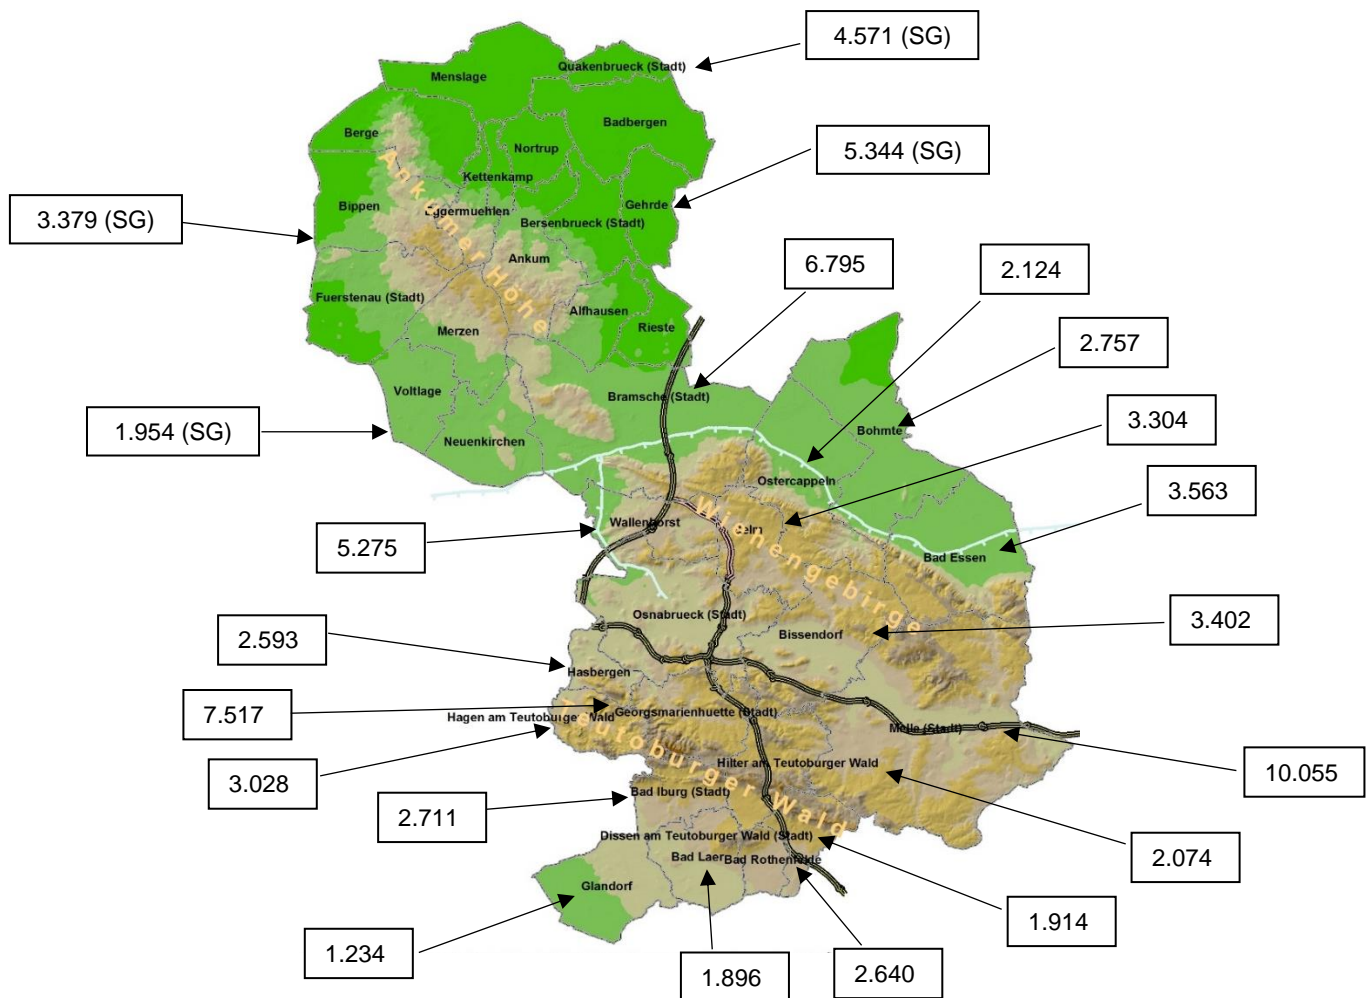 4.571 (SG)
Quakenbrueck (Stadt)
Menslage
Badbergen
Berge
Nortrup
5.344 (SG)
Kettenkamp
Ankumer Höhe
3.379 (SG)
Bippen
Eggermuehlen
Gehrde
Bersenbrueck (Stadt)
Ankum
6.795
2.124
Fuerstenau (Stadt)
Alfhausen
Rieste
Merzen
2.757
Voltlage
Bramsche (Stadt)
1.954 (SG)
Neuenkirchen
Bohmte
3.304
Ostercappeln
3.563
Wallenhorst
Wiehengebirge
5.275
Bad Essen
Osnabrueck (Stadt)
Bissendorf
3.402
2.593
Hasbergen
7.517
Hagen am Teutoburger Wald
Georgsmarienhuette (Stadt)
Teutoburger Wald
Melle (Stadt)
3.028
Hilter am Teutoburger Wald
10.055
2.711
Bad Iburg (Stadt)
Dissen am Teutoburger Wald (Stadt)
Bad Laer
Bad Rothenfelde
2.074
Glandorf
1.914
1.234
1.896
2.640